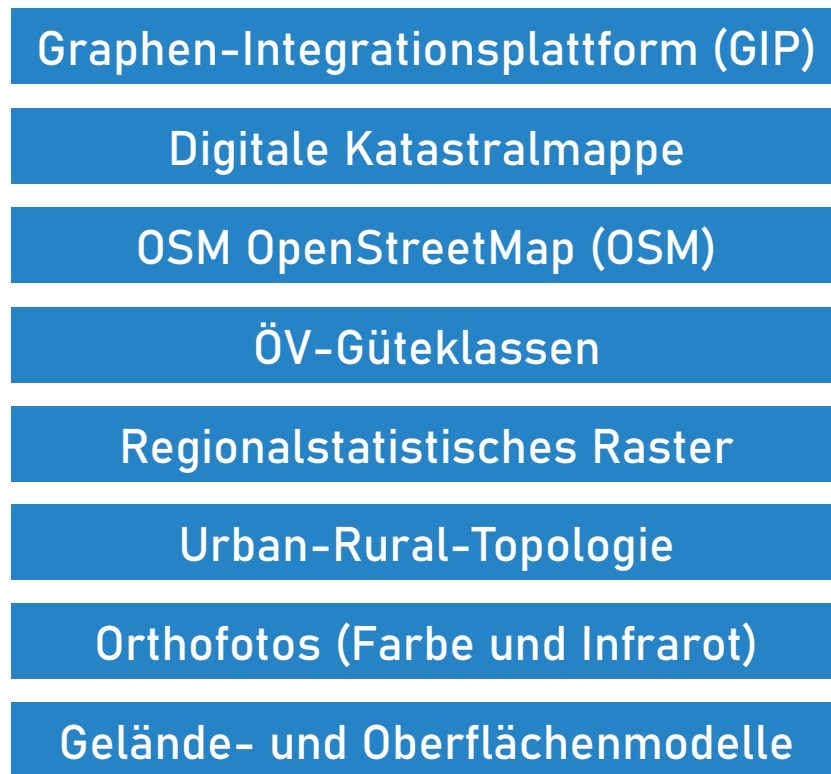 Graphen-Integrationsplattform (GIP)
Digitale Katastralmappe
OSM OpenStreetMap (OSM)
ÖV-Güteklassen
Regionalstatistisches Raster
Urban-Rural-Topologie
Orthofotos (Farbe und Infrarot)
Gelände- und Oberflächenmodelle